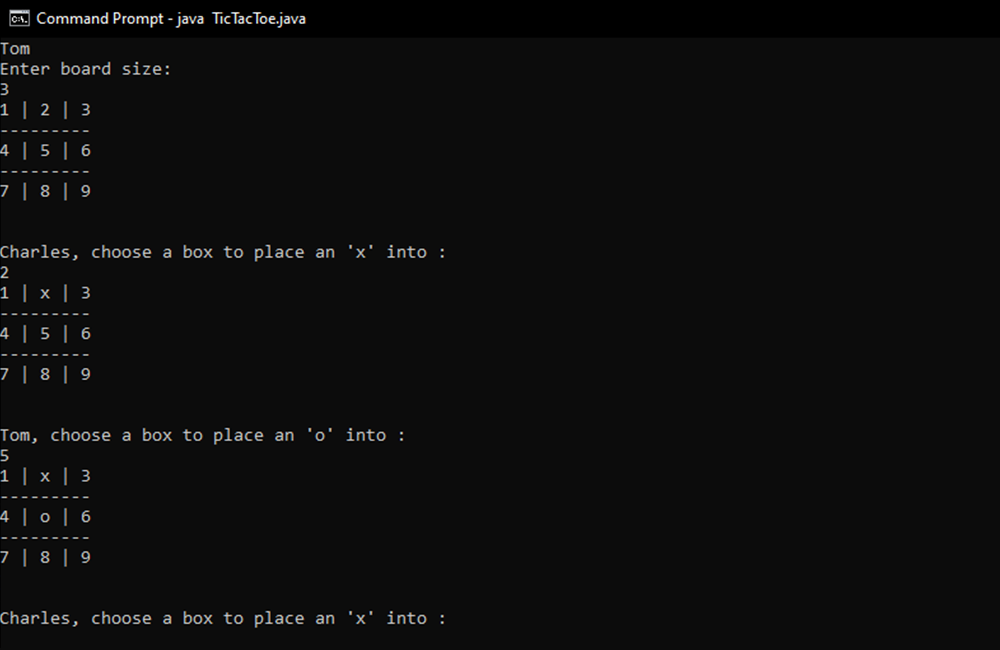 Command Prompt - java  TicTacToe.java
Tom
Enter board size:
3
1 | 2 | 3
---------
4 | 5 | 6
---------
7 | 8 | 9
Charles, choose a box to place an 'x' into :
2
1 | x | 3
---------
4 | 5 | 6
---------
7 | 8 | 9
Tom, choose a box to place an 'o' into :
5
1 | x | 3
---------
4 | o | 6
---------
7 | 8 | 9
Charles, choose a box to place an 'x' into :